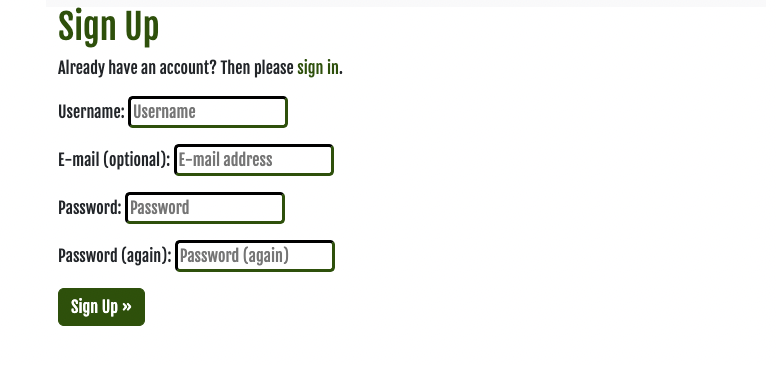 Sign Up
Already have an account? Then please sign in.
Username: Username
E-mail (optional): E-mail address
Password: Password
Password (again): Password (again)
Sign Up »